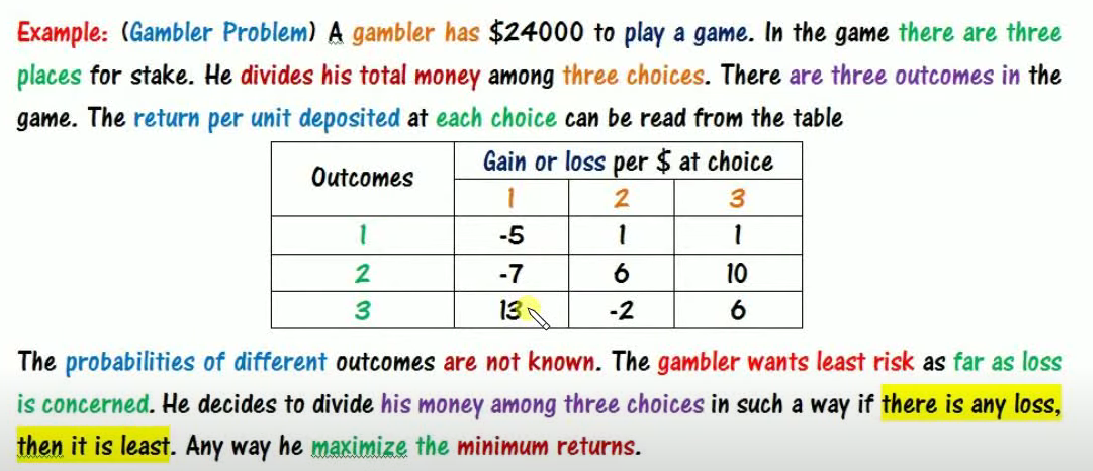 Example: (Gambler Problem) A gambler has $24000 to play a game. In the game there are three
places for stake. He divides his total money among three choices. There are three outcomes in the
game. The return per unit deposited at each choice can be read from the table
Outcomes Gain or loss per $ at choice
1 2 3
1 -5 1 1
2 -7 6 10
3 13 -2 6
The probabilities of different outcomes are not known. The gambler wants least risk as far as loss
is concerned. He decides to divide his money among three choices in such a way if there is any loss,
then it is least. Any way he maximize the minimum returns.